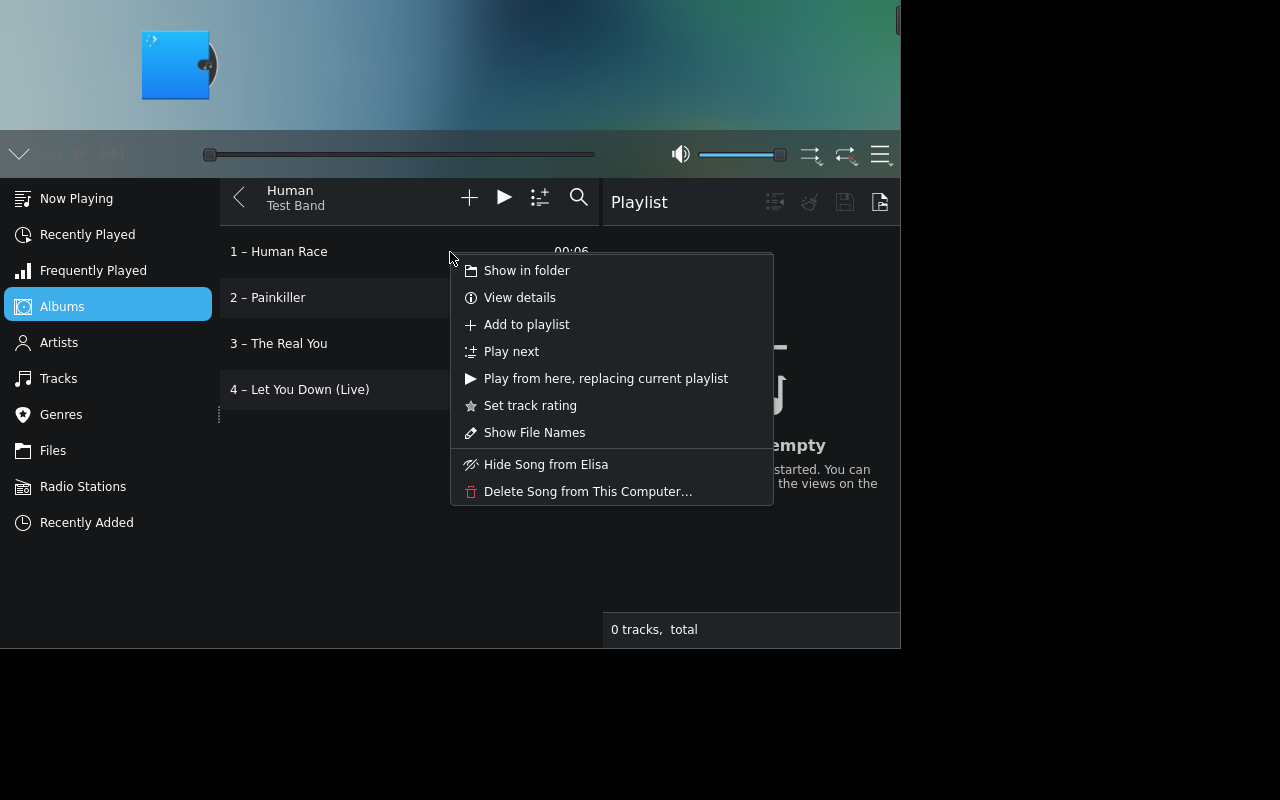 Now Playing
Recently Played
Frequently Played
Albums
Artists
Tracks
Genres
Files
Radio Stations
Recently Added
Human
Test Band
1 – Human Race
00:06
2 – Painkiller
3 – The Real You
4 – Let You Down (Live)
Show in folder
View details
Add to playlist
Play next
Play from here, replacing current playlist
Set track rating
Show File Names
Hide Song from Elisa
Delete Song from This Computer...
Playlist
empty
started. You can
the views on the
0 tracks,  total